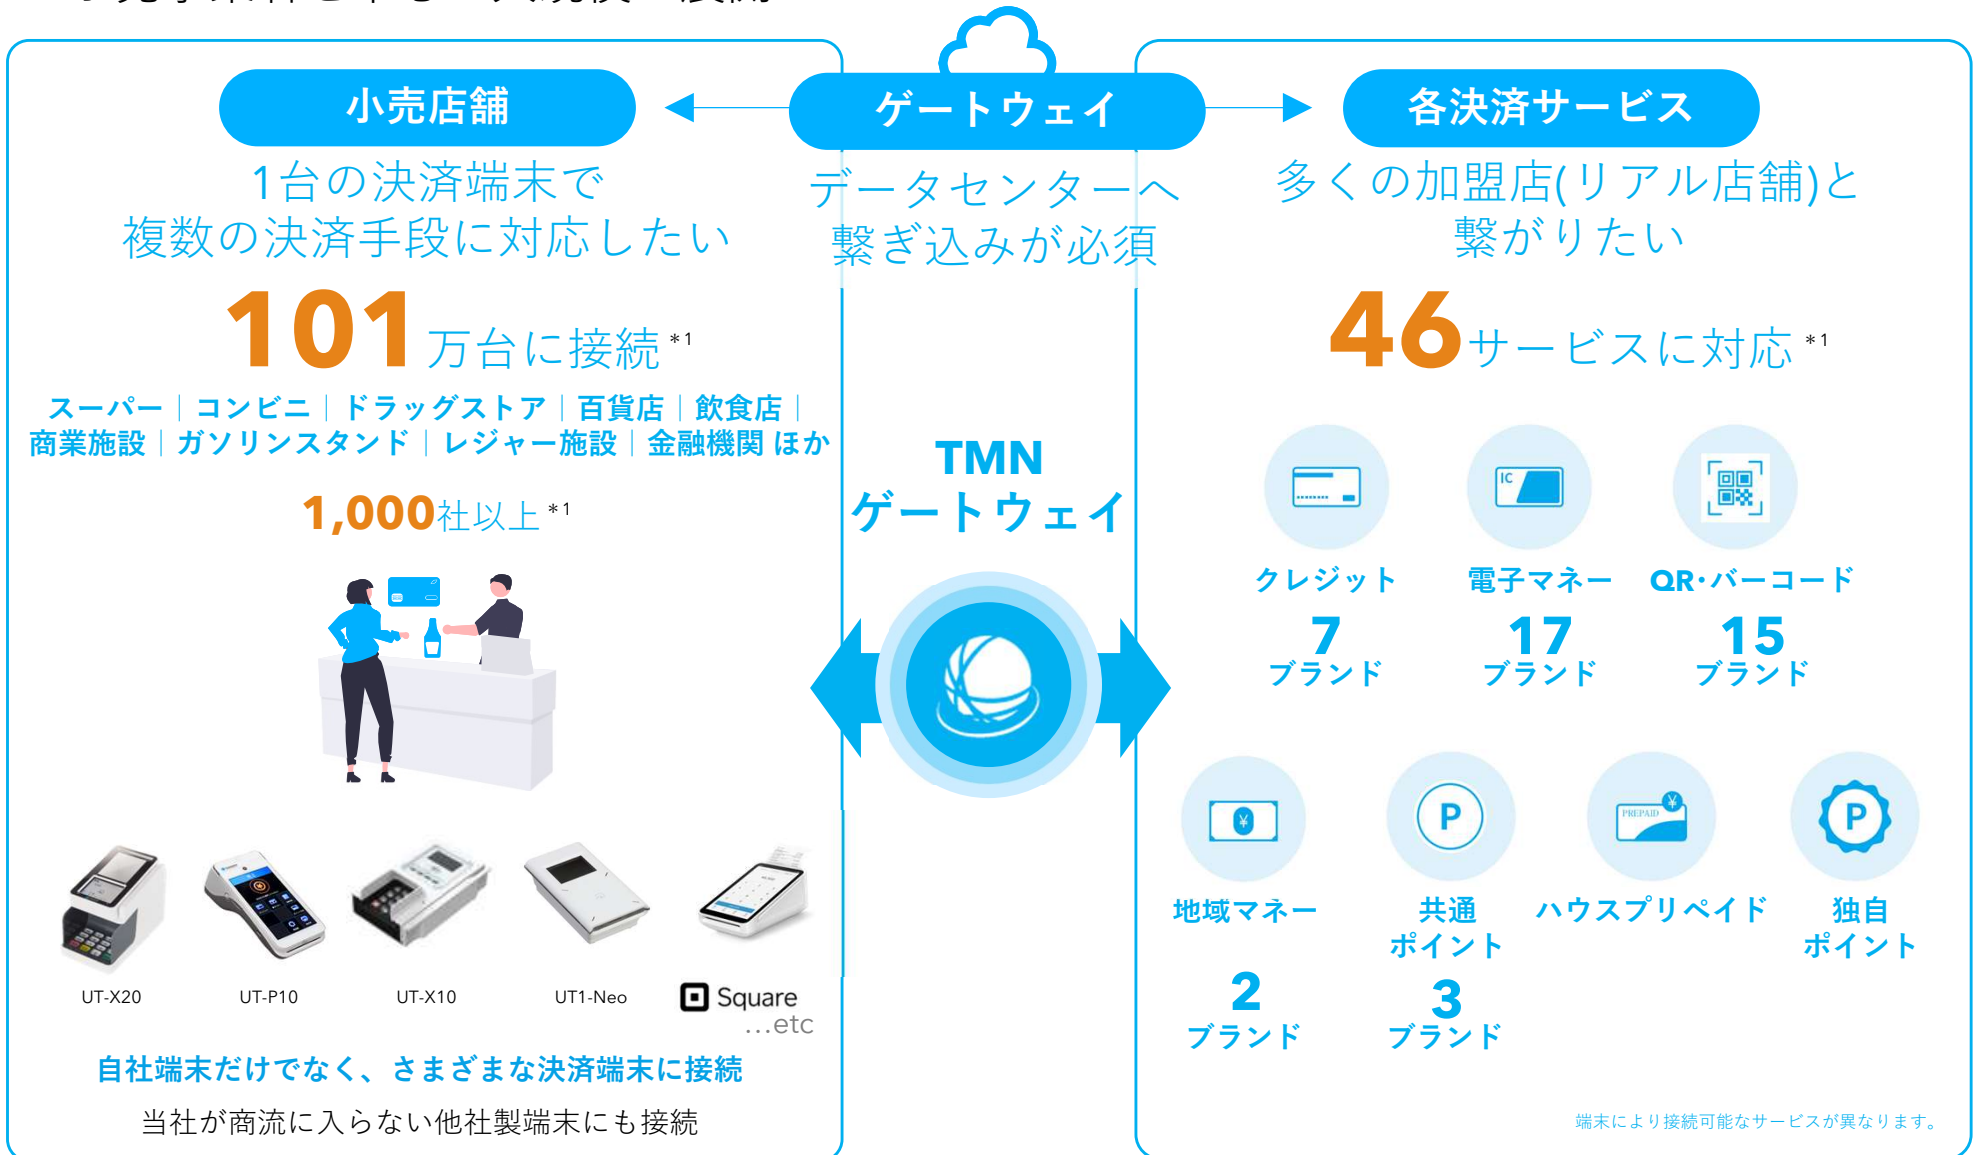 小売店舗
ゲートウェイ
各決済サービス
1台の決済端末で
複数の決済手段に対応したい
データセンターへ
繋ぎ込みが必須
多くの加盟店(リアル店舗)と
繋がりたい
101万台に接続*1
46サービスに対応*1
スーパー｜コンビニ｜ドラッグストア｜百貨店｜飲食店｜
商業施設｜ガソリンスタンド｜レジャー施設｜金融機関 ほか
1,000社以上*1
TMN
ゲートウェイ
IC
クレジット
7
ブランド
電子マネー
17
ブランド
QR･バーコード
15
ブランド
¥
P
PREPAID
¥
P
地域マネー
2
ブランド
共通
ポイント
3
ブランド
ハウスプリペイド
独自
ポイント
UT-X20
UT-P10
UT-X10
UT1-Neo
Square
...etc
自社端末だけでなく、さまざまな決済端末に接続
当社が商流に入らない他社製端末にも接続
端末により接続可能なサービスが異なります。